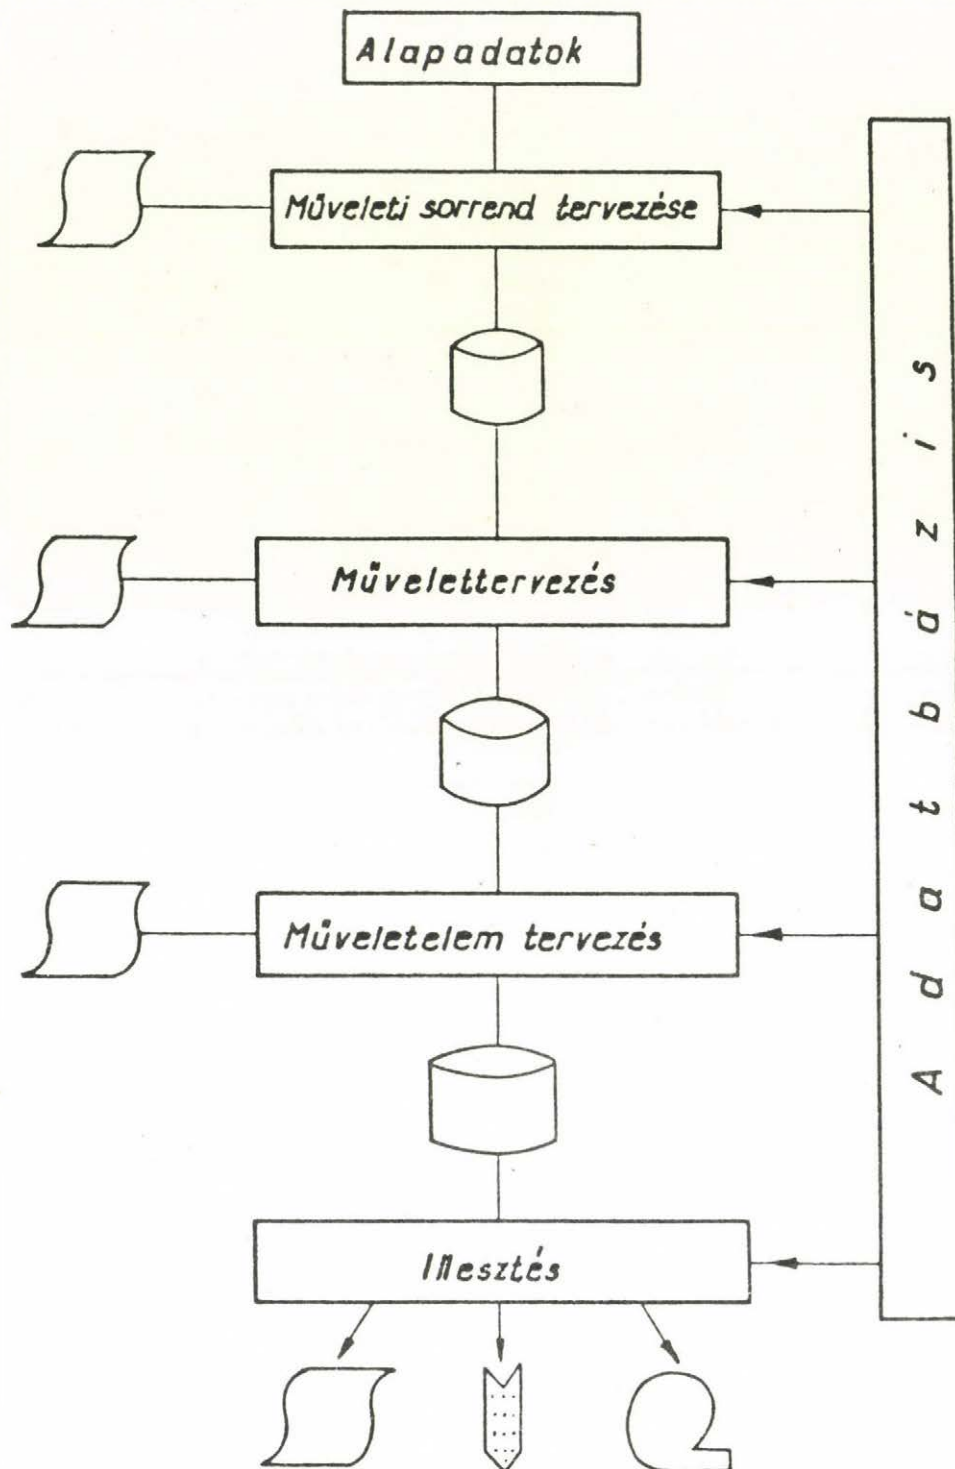 Alapadatok
Műveleti sorrend tervezése
Művelettervezés
Műveletelem tervezés
Illesztés
Adatbázis